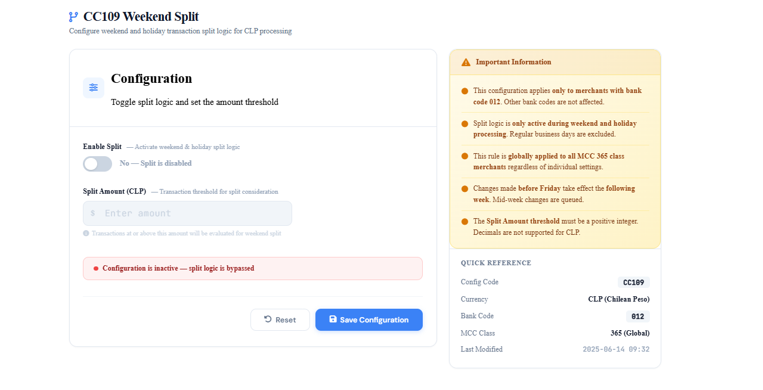 CC109 Weekend Split
Configure weekend and holiday transaction split logic for CLP processing
Configuration
Toggle split logic and set the amount threshold
Enable Split — Activate weekend & holiday split logic
No — Split is disabled
Split Amount (CLP) — Transaction threshold for split consideration
$ Enter amount
Transactions at or above this amount will be evaluated for weekend split
Configuration is inactive — split logic is bypassed
Reset
Save Configuration
Important Information
This configuration applies only to merchants with bank
code 012. Other bank codes are not affected.
Split logic is only active during weekend and holiday
processing. Regular business days are excluded.
This rule is globally applied to all MCC 365 class
merchants regardless of individual settings.
Changes made before Friday take effect the following
week. Mid-week changes are queued.
The Split Amount threshold must be a positive integer.
Decimals are not supported for CLP.
QUICK REFERENCE
Config Code CC109
Currency CLP (Chilean Peso)
Bank Code 012
MCC Class 365 (Global)
Last Modified 2025-06-14 09:32